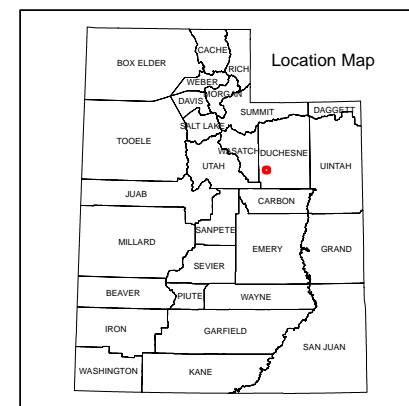 Location Map
CACHE
BOX ELDER
RICH
WEBER
MORGAN
DAVIS
SUMMIT
DAGGETT
SALT LAKE
TOOELE
WASATCH
DUCHESNE
UTAH
UINTAH
JUAB
CARBON
SANPETE
MILLARD
EMERY
GRAND
SEVIER
BEAVER
PIUTE
WAYNE
IRON
GARFIELD
SAN JUAN
WASHINGTON
KANE